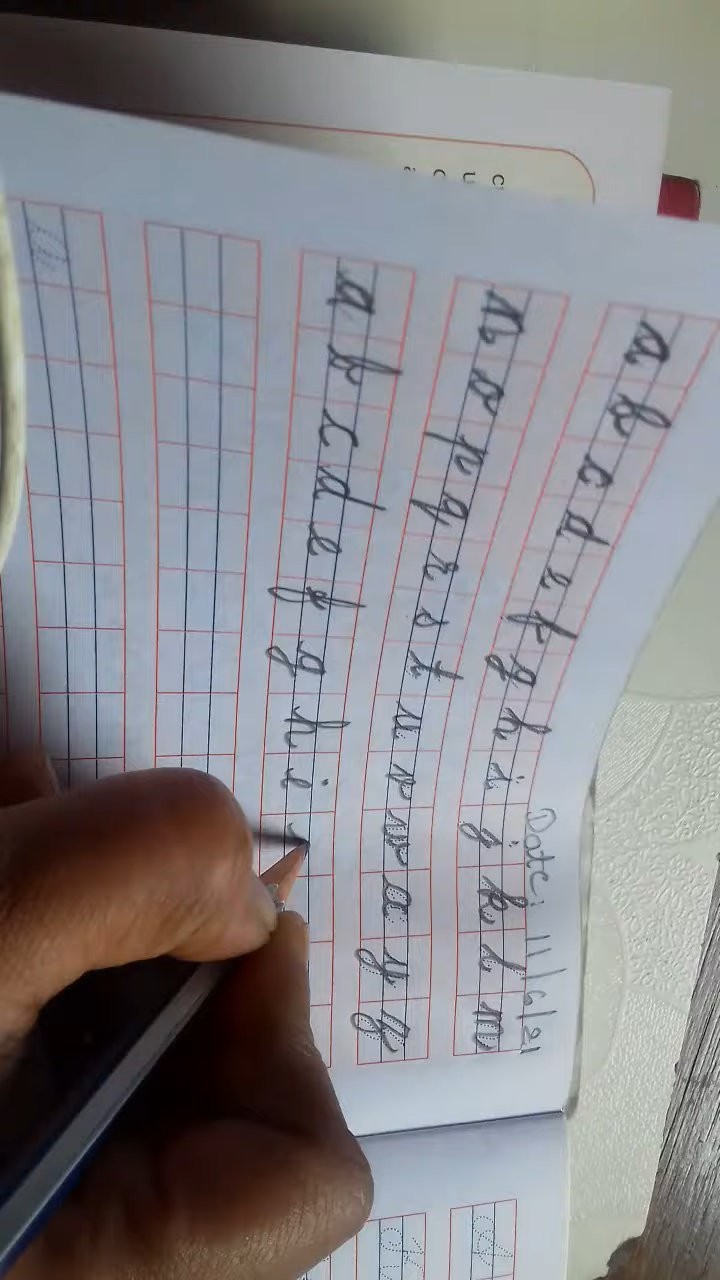 Date: 11/6/21
a b c d e f g h i j k l m
n o p q r s t u v w x y z
a b c d e f g h i